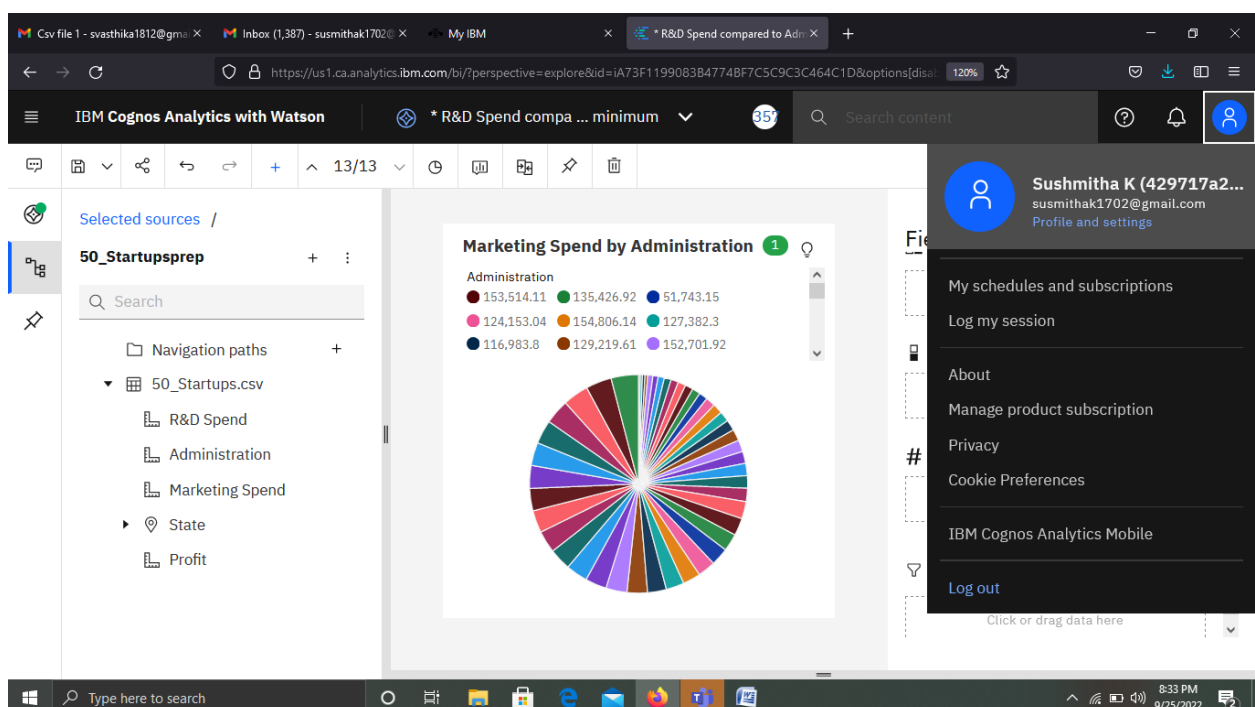 Csv file 1 - svasthika1812@gmai
Inbox (1,387) - susmithak1702@
My IBM
* R&D Spend compared to Adm
https://us1.ca.analytics.ibm.com/bi/?perspective=explore&id=iA73F1199083B4774BF7C5C9C3C464C1D&options[disal
120%
IBM Cognos Analytics with Watson
* R&D Spend compa ... minimum
357
Search content
13/13
Sushmitha K (429717a2...
susmithak1702@gmail.com
Profile and settings
Selected sources /
50_Startupsprep
Search
Navigation paths
50_Startups.csv
R&D Spend
Administration
Marketing Spend
State
Profit
Marketing Spend by Administration 1
Administration
153,514.11 135,426.92 51,743.15
124,153.04 154,806.14 127,382.3
116,983.8 129,219.61 152,701.92
Fie
#
Click or drag data here
My schedules and subscriptions
Log my session
About
Manage product subscription
Privacy
Cookie Preferences
IBM Cognos Analytics Mobile
Log out
Type here to search
8:33 PM
9/25/2022